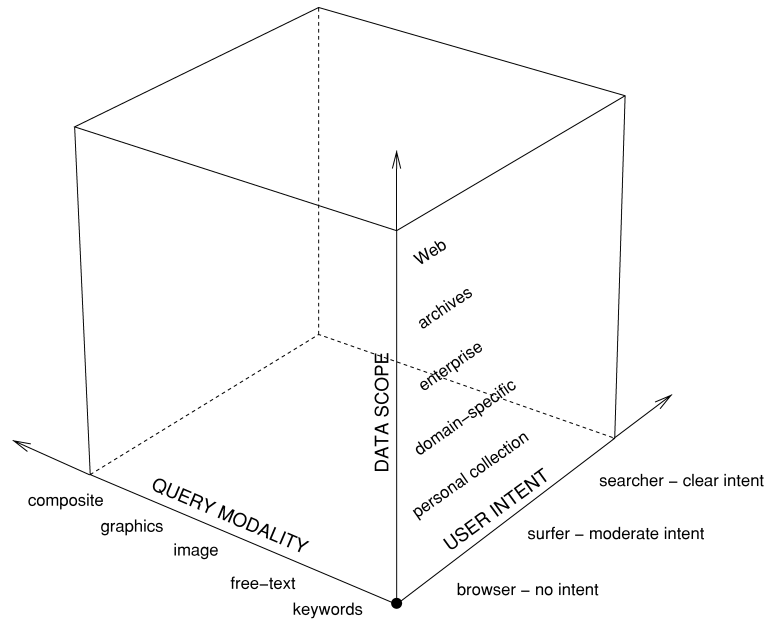 Web
archives
enterprise
domain–specific
personal collection
DATA SCOPE
QUERY MODALITY
USER INTENT
composite
graphics
image
free–text
keywords
searcher – clear intent
surfer – moderate intent
browser – no intent